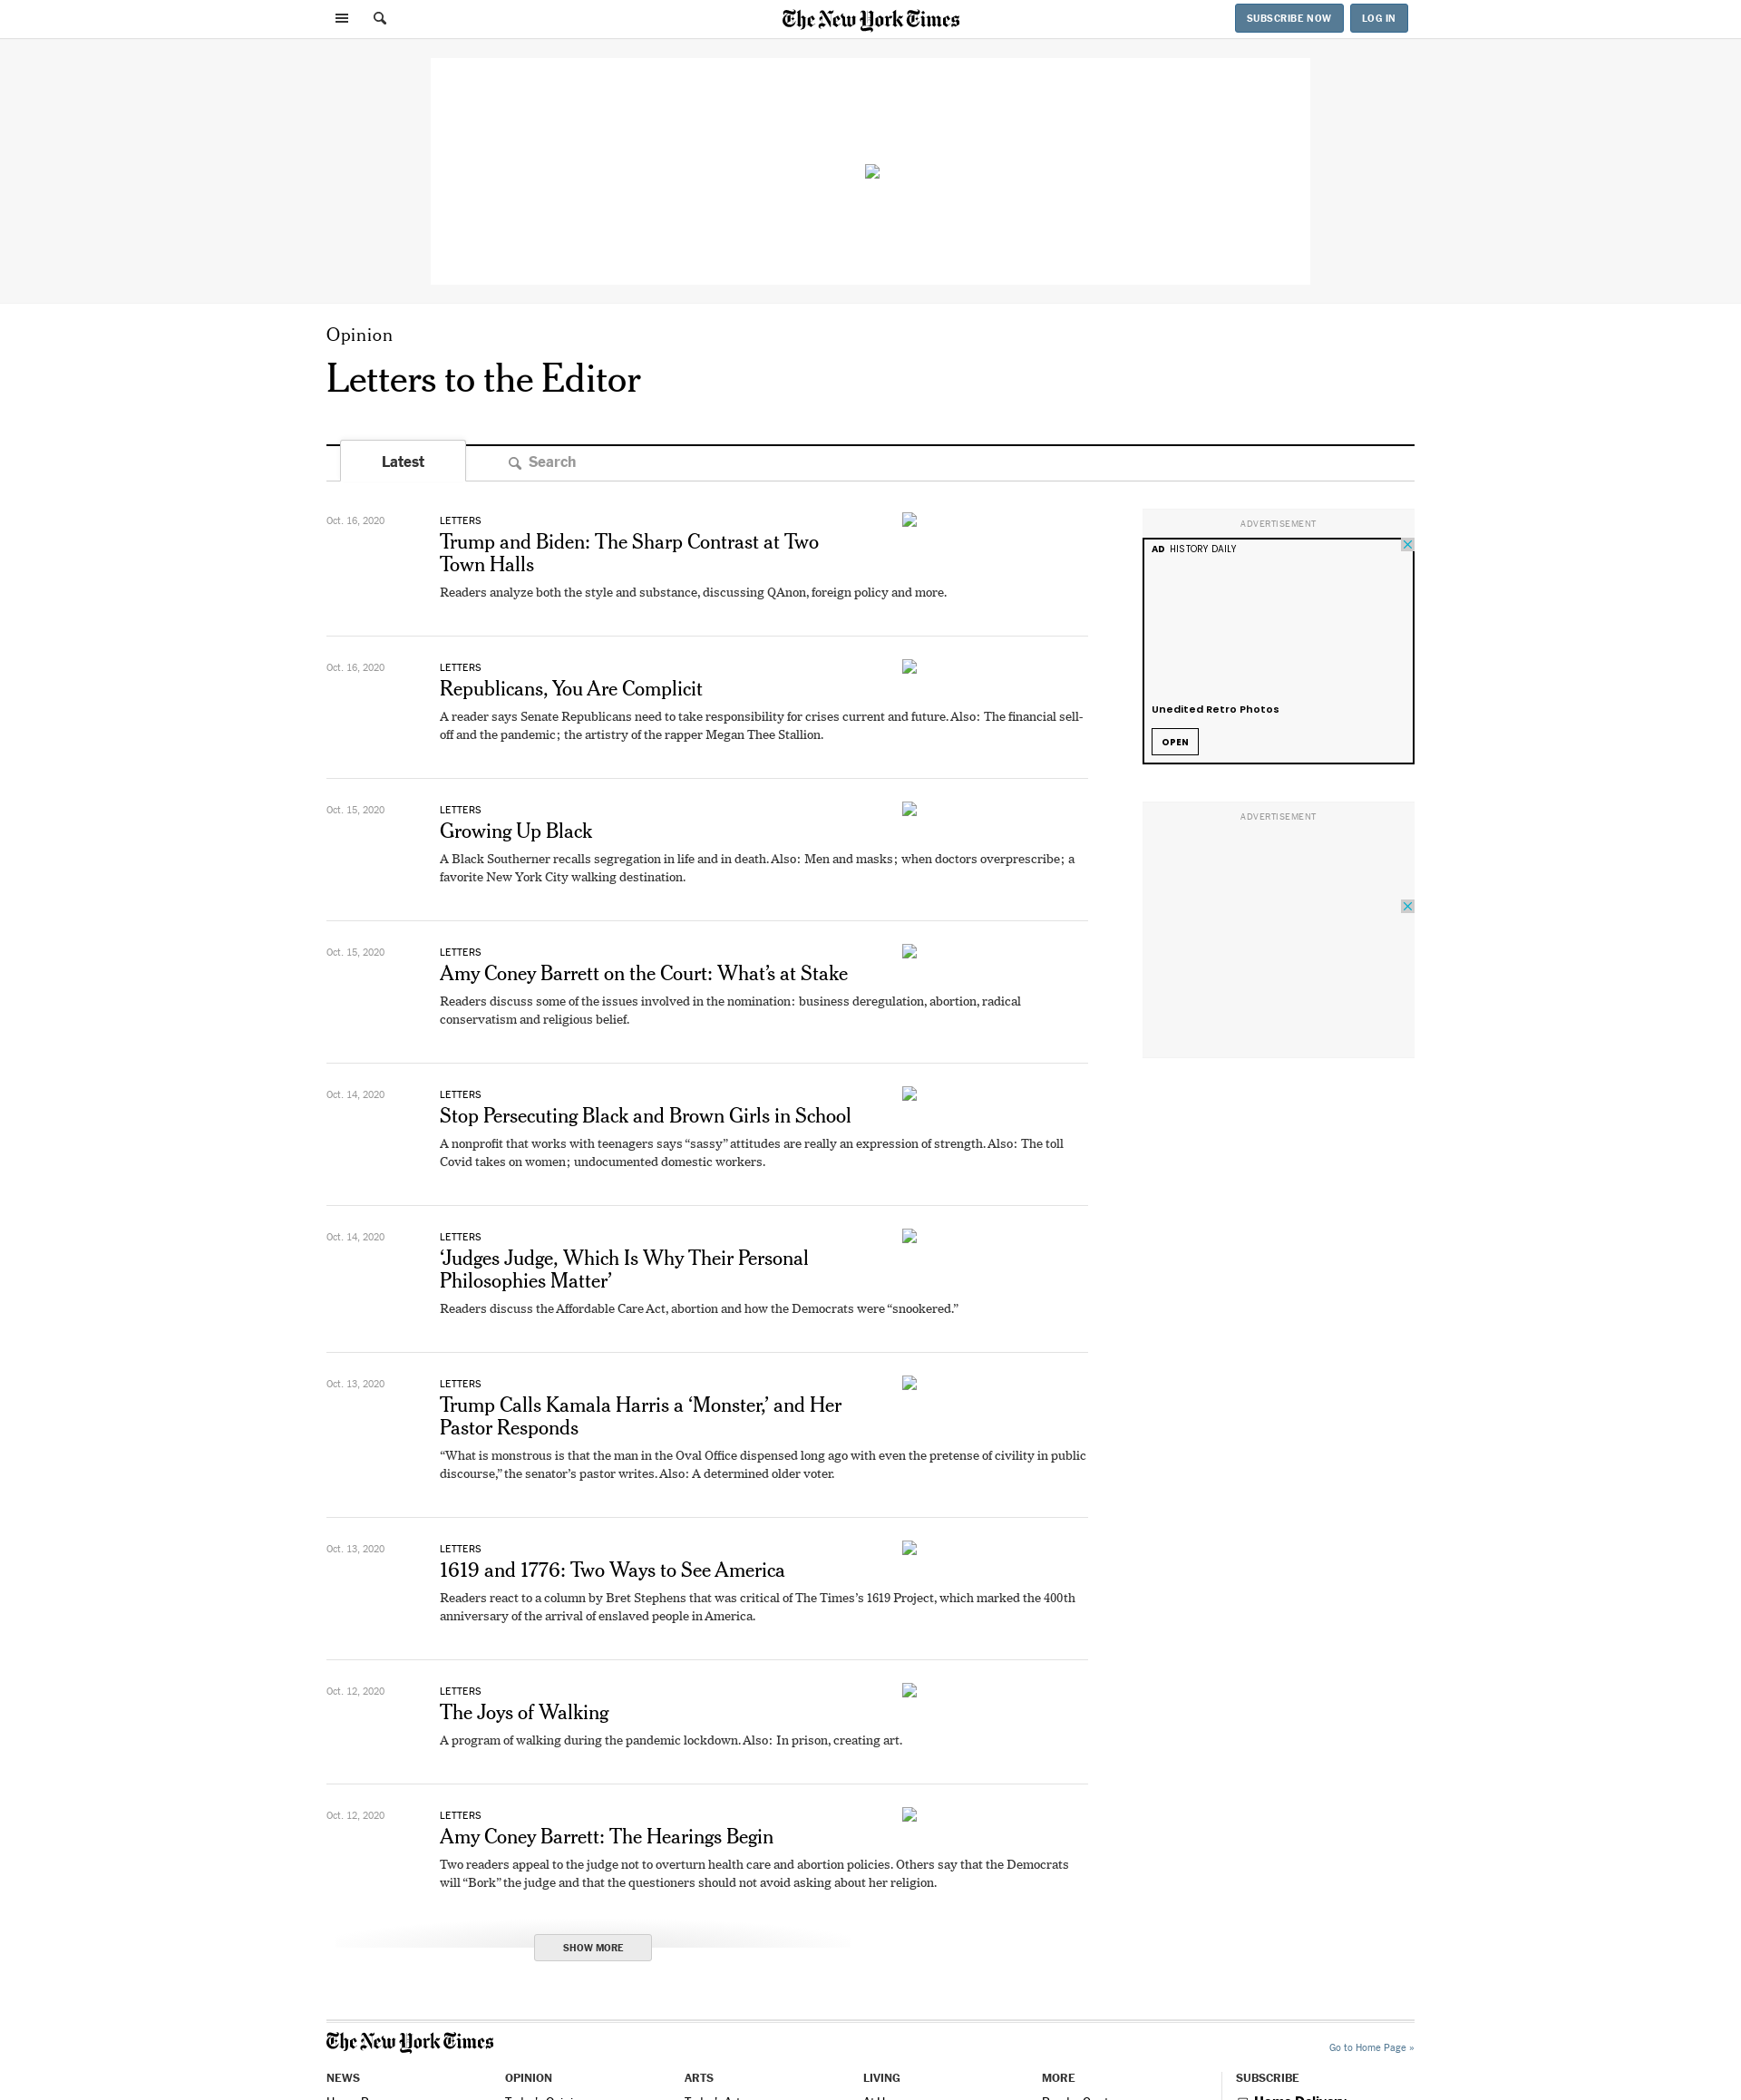 The New York Times
SUBSCRIBE NOW
LOG IN
Opinion
Letters to the Editor
Latest
Search
Oct. 16, 2020
LETTERS
Trump and Biden: The Sharp Contrast at Two
Town Halls
Readers analyze both the style and substance, discussing QAnon, foreign policy and more.
Oct. 16, 2020
LETTERS
Republicans, You Are Complicit
A reader says Senate Republicans need to take responsibility for crises current and future. Also: The financial sell-
off and the pandemic; the artistry of the rapper Megan Thee Stallion.
Oct. 15, 2020
LETTERS
Growing Up Black
A Black Southerner recalls segregation in life and in death. Also: Men and masks; when doctors overprescribe; a
favorite New York City walking destination.
Oct. 15, 2020
LETTERS
Amy Coney Barrett on the Court: What’s at Stake
Readers discuss some of the issues involved in the nomination: business deregulation, abortion, radical
conservatism and religious belief.
Oct. 14, 2020
LETTERS
Stop Persecuting Black and Brown Girls in School
A nonprofit that works with teenagers says “sassy” attitudes are really an expression of strength. Also: The toll
Covid takes on women; undocumented domestic workers.
Oct. 14, 2020
LETTERS
‘Judges Judge, Which Is Why Their Personal
Philosophies Matter’
Readers discuss the Affordable Care Act, abortion and how the Democrats were “snookered.”
Oct. 13, 2020
LETTERS
Trump Calls Kamala Harris a ‘Monster,’ and Her
Pastor Responds
“What is monstrous is that the man in the Oval Office dispensed long ago with even the pretense of civility in public
discourse,” the senator’s pastor writes. Also: A determined older voter.
Oct. 13, 2020
LETTERS
1619 and 1776: Two Ways to See America
Readers react to a column by Bret Stephens that was critical of The Times’s 1619 Project, which marked the 400th
anniversary of the arrival of enslaved people in America.
Oct. 12, 2020
LETTERS
The Joys of Walking
A program of walking during the pandemic lockdown. Also: In prison, creating art.
Oct. 12, 2020
LETTERS
Amy Coney Barrett: The Hearings Begin
Two readers appeal to the judge not to overturn health care and abortion policies. Others say that the Democrats
will “Bork” the judge and that the questioners should not avoid asking about her religion.
SHOW MORE
ADVERTISEMENT
AD HISTORY DAILY
Unedited Retro Photos
OPEN
ADVERTISEMENT
The New York Times
Go to Home Page »
NEWS
OPINION
ARTS
LIVING
MORE
SUBSCRIBE